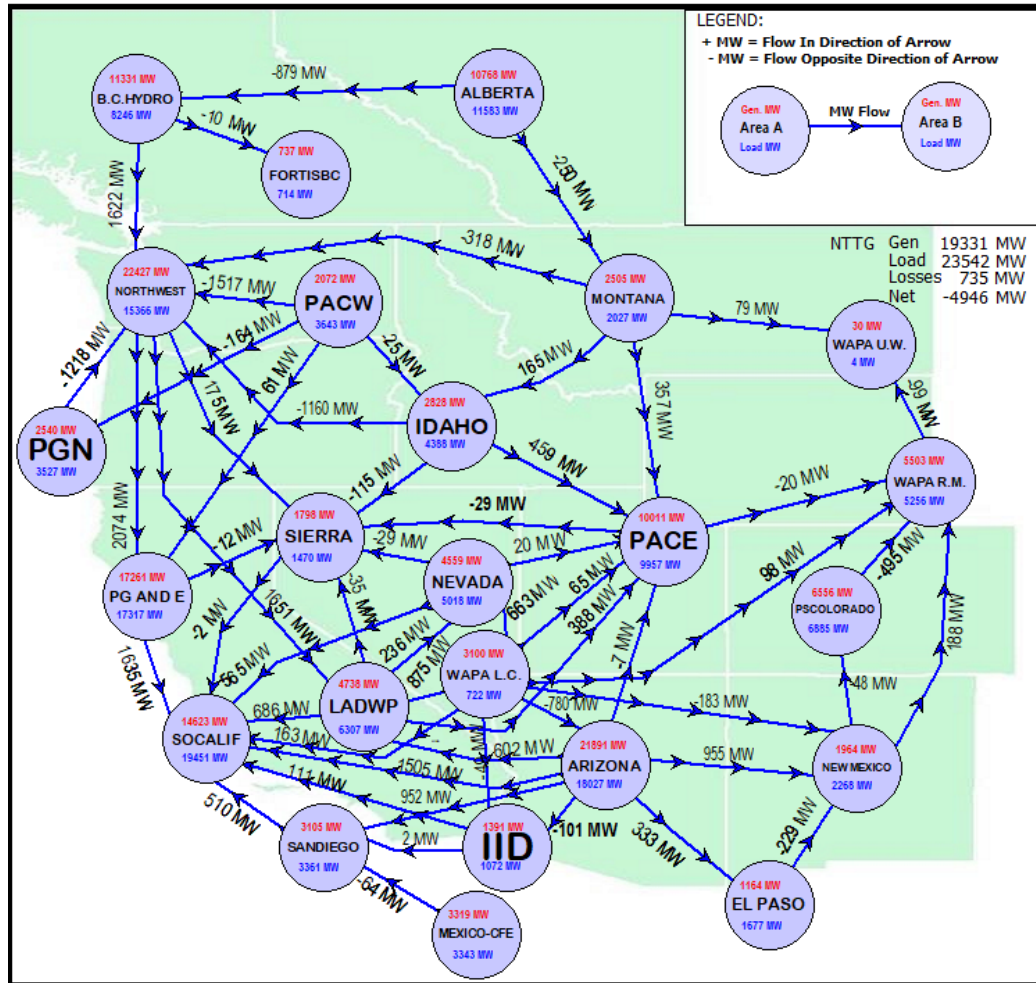 LEGEND:
+ MW = Flow In Direction of Arrow
- MW = Flow Opposite Direction of Arrow
Gen. MW
Area A
Load MW
MW Flow
Gen. MW
Area B
Load MW
NTTG Gen 19331 MW
Load 23542 MW
Losses 735 MW
Net -4946 MW
11331 MW
B.C.HYDRO
8246 MW
-879 MW
10768 MW
ALBERTA
11583 MW
-10 MW
737 MW
FORTISBC
714 MW
1622 MW
-250 MW
-318 MW
22427 MW
NORTHWEST
15366 MW
-1517 MW
2072 MW
PACW
3643 MW
2505 MW
MONTANA
2027 MW
79 MW
30 MW
WAPA U.W.
4 MW
-1218 MW
-164 MW
61 MW
-25 MW
165 MW
357 MW
-99 MW
175 MW
-1160 MW
2828 MW
IDAHO
4388 MW
2540 MW
PGN
3527 MW
459 MW
-115 MW
-20 MW
5503 MW
WAPA R.M.
5256 MW
2074 MW
-12 MW
1798 MW
SIERRA
1470 MW
-29 MW
-29 MW
20 MW
10011 MW
PACE
9957 MW
17261 MW
PG AND E
17317 MW
4559 MW
NEVADA
5018 MW
663 MW
65 MW
388 MW
98 MW
-495 MW
6556 MW
PSCOLORADO
6885 MW
188 MW
-2 MW
1651 MW
-35 MW
236 MW
875 MW
-7 MW
1635 MW
-565 MW
4738 MW
LADWP
6307 MW
3100 MW
WAPA L.C.
722 MW
-780 MW
-183 MW
-48 MW
14623 MW
SOCALIF
19451 MW
686 MW
163 MW
602 MW
21891 MW
ARIZONA
18027 MW
955 MW
1964 MW
NEW MEXICO
2268 MW
111 MW
1505 MW
952 MW
510 MW
3105 MW
SANDIEGO
3361 MW
2 MW
1391 MW
IID
1072 MW
-101 MW
333 MW
-229 MW
-64 MW
3319 MW
MEXICO-CFE
3343 MW
1164 MW
EL PASO
1677 MW